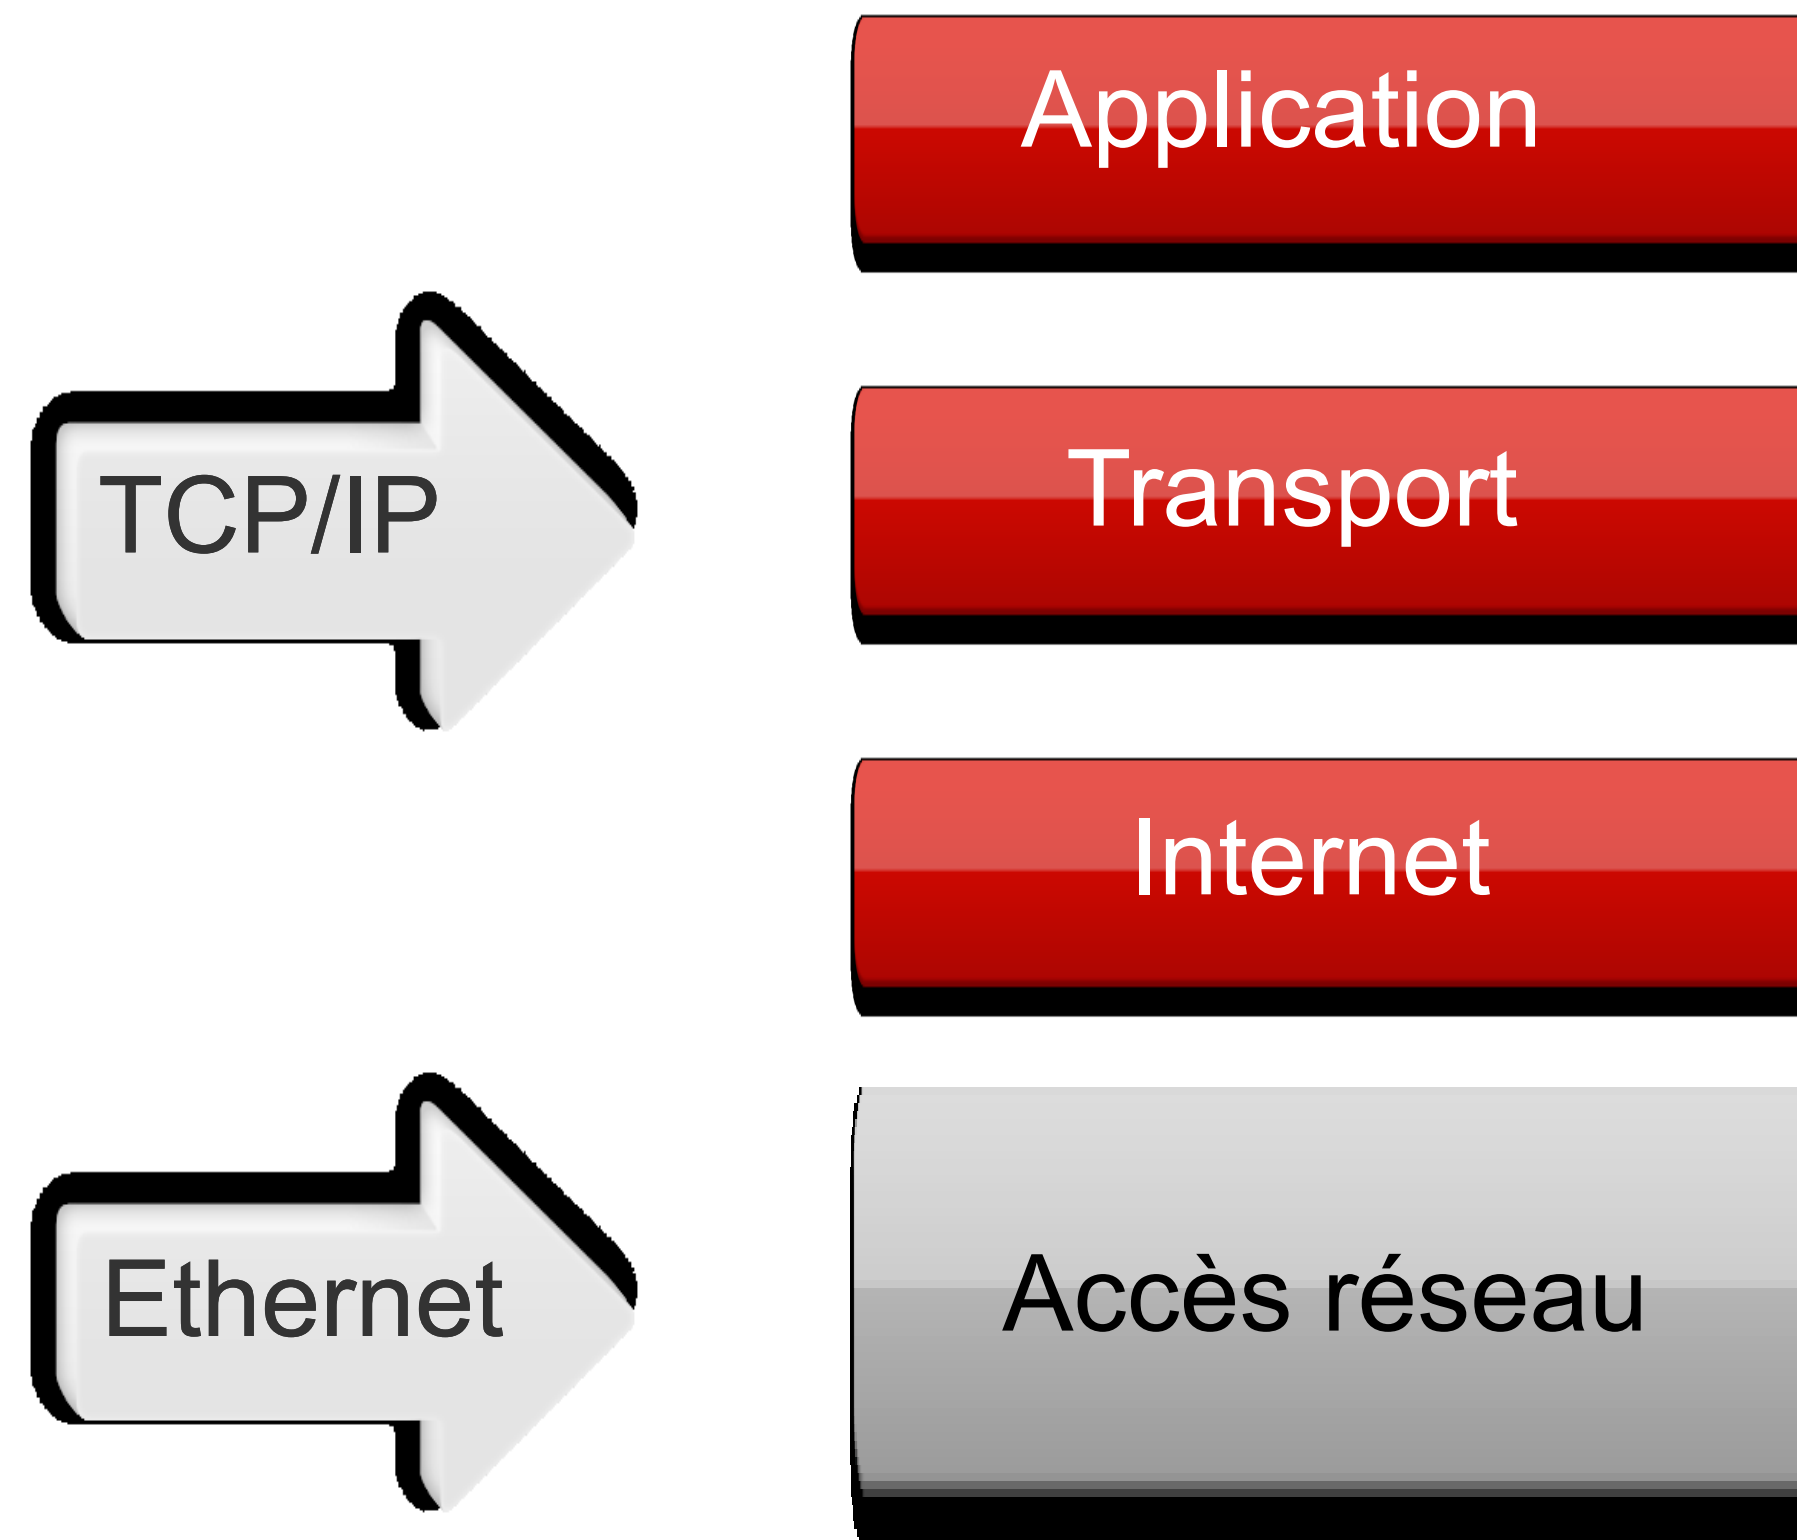 Application
TCP/IP
Transport
Internet
Ethernet
Accès réseau